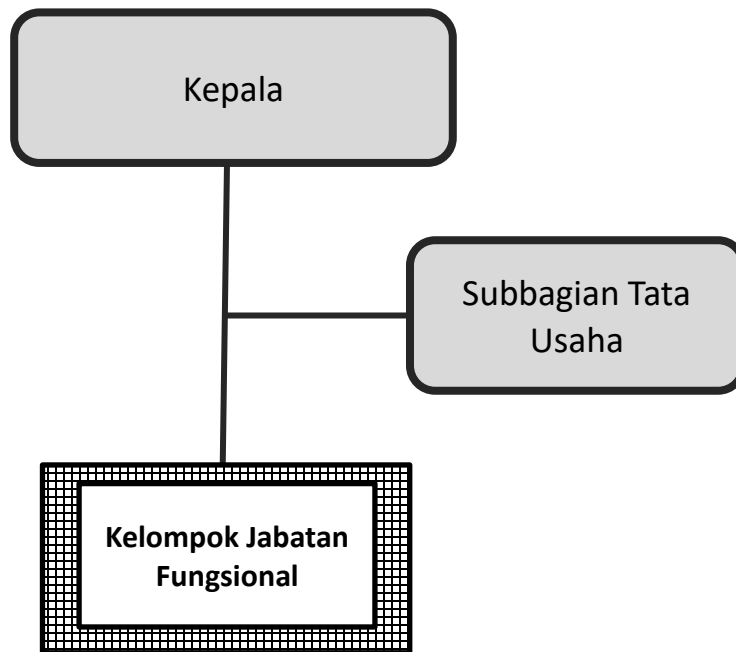 Kepala
Subbagian Tata
Usaha
Kelompok Jabatan
Fungsional